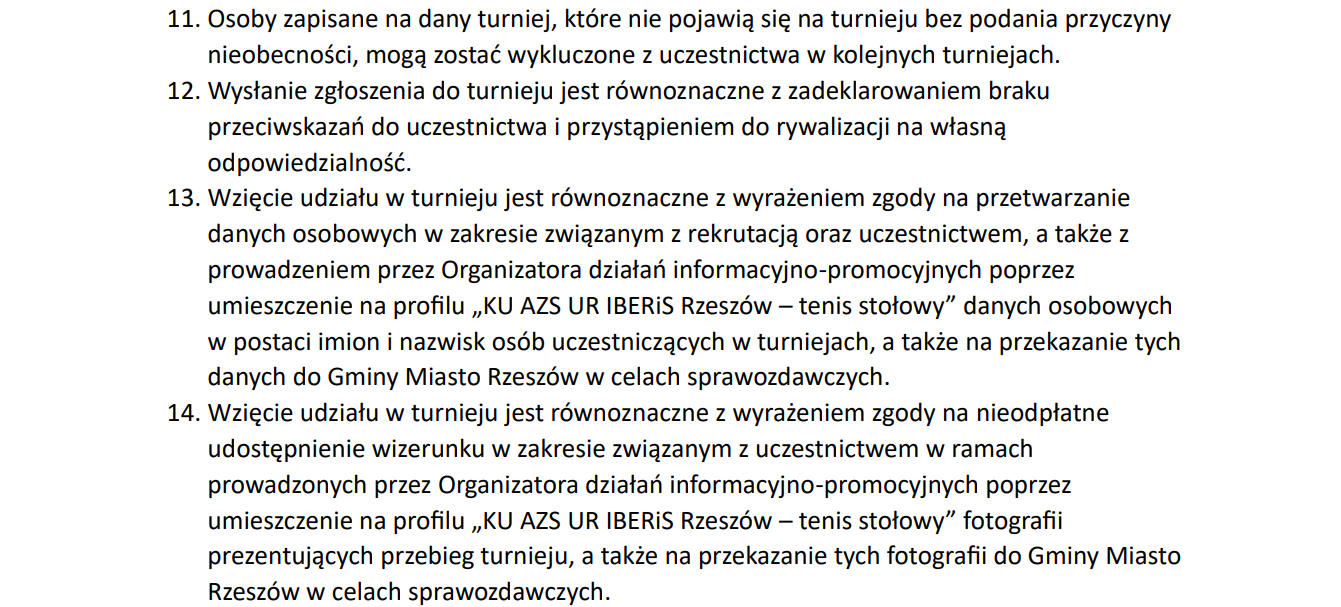 11. Osoby zapisane na dany turniej, które nie pojawią się na turnieju bez podania przyczyny
nieobecności, mogą zostać wykluczone z uczestnictwa w kolejnych turniejach.
12. Wysłanie zgłoszenia do turnieju jest równoznaczne z zadeklarowaniem braku
przeciwskazań do uczestnictwa i przystąpieniem do rywalizacji na własną
odpowiedzialność.
13. Wzięcie udziału w turnieju jest równoznaczne z wyrażeniem zgody na przetwarzanie
danych osobowych w zakresie związanym z rekrutacją oraz uczestnictwem, a także z
prowadzeniem przez Organizatora działań informacyjno-promocyjnych poprzez
umieszczenie na profilu „KU AZS UR IBERiS Rzeszów – tenis stołowy” danych osobowych
w postaci imion i nazwisk osób uczestniczących w turniejach, a także na przekazanie tych
danych do Gminy Miasto Rzeszów w celach sprawozdawczych.
14. Wzięcie udziału w turnieju jest równoznaczne z wyrażeniem zgody na nieodpłatne
udostępnienie wizerunku w zakresie związanym z uczestnictwem w ramach
prowadzonych przez Organizatora działań informacyjno-promocyjnych poprzez
umieszczenie na profilu „KU AZS UR IBERiS Rzeszów – tenis stołowy” fotografii
prezentujących przebieg turnieju, a także na przekazanie tych fotografii do Gminy Miasto
Rzeszów w celach sprawozdawczych.